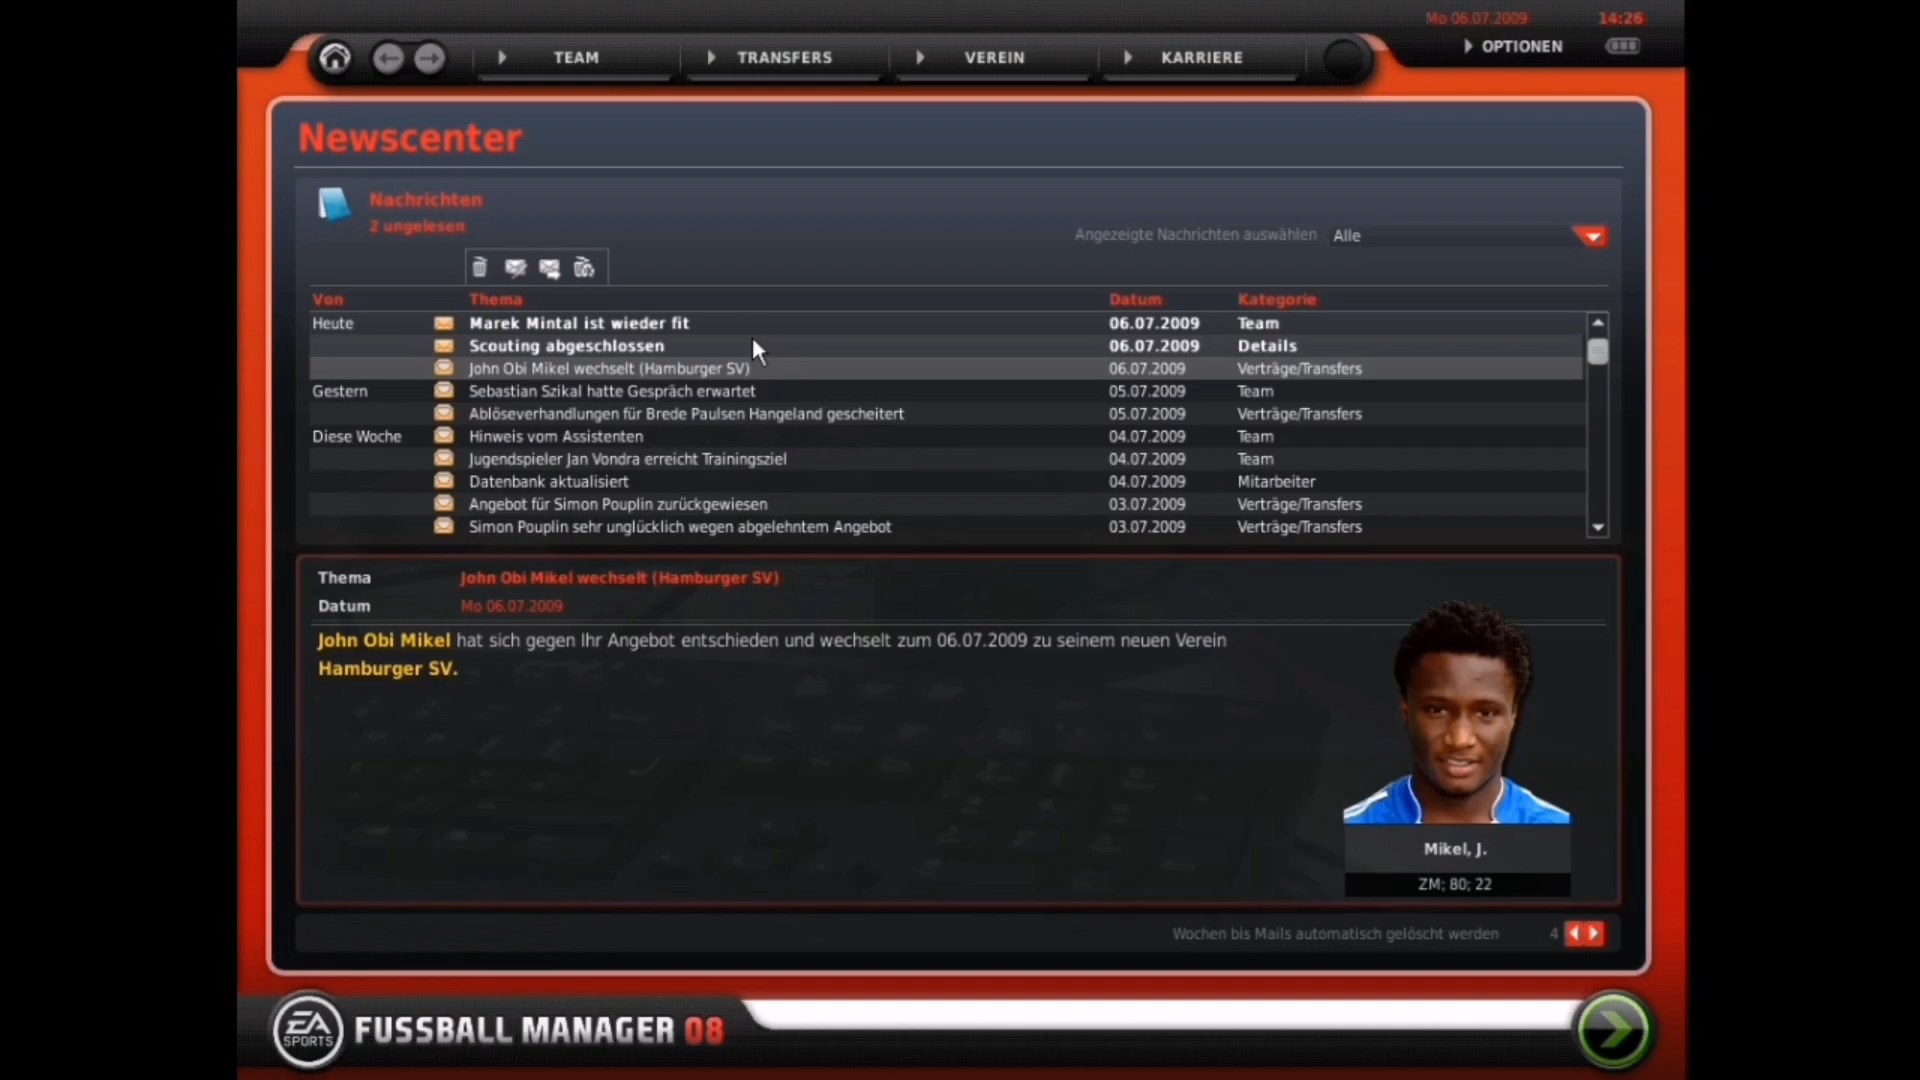 Mo 06.07.2009 14:26
TEAM TRANSFERS VEREIN KARRIERE OPTIONEN
Newscenter
Nachrichten
2 ungelesen
Angezeigte Nachrichten auswählen Alle
Von Thema Datum Kategorie
Heute Marek Mintal ist wieder fit 06.07.2009 Team
Scouting abgeschlossen 06.07.2009 Details
John Obi Mikel wechselt (Hamburger SV) 06.07.2009 Verträge/Transfers
Gestern Sebastian Szikal hatte Gespräch erwartet 05.07.2009 Team
Ablöseverhandlungen für Brede Paulsen Hangeland gescheitert 05.07.2009 Verträge/Transfers
Diese Woche Hinweis vom Assistenten 04.07.2009 Team
Jugendspieler Jan Vondra erreicht Trainingsziel 04.07.2009 Team
Datenbank aktualisiert 04.07.2009 Mitarbeiter
Angebot für Simon Pouplin zurückgewiesen 03.07.2009 Verträge/Transfers
Simon Pouplin sehr unglücklich wegen abgelehntem Angebot 03.07.2009 Verträge/Transfers
Thema John Obi Mikel wechselt (Hamburger SV)
Datum Mo 06.07.2009
John Obi Mikel hat sich gegen Ihr Angebot entschieden und wechselt zum 06.07.2009 zu seinem neuen Verein
Hamburger SV.
Mikel, J.
ZM; 80; 22
Wochen bis Mails automatisch gelöscht werden 4
EA SPORTS FUSSBALL MANAGER 08